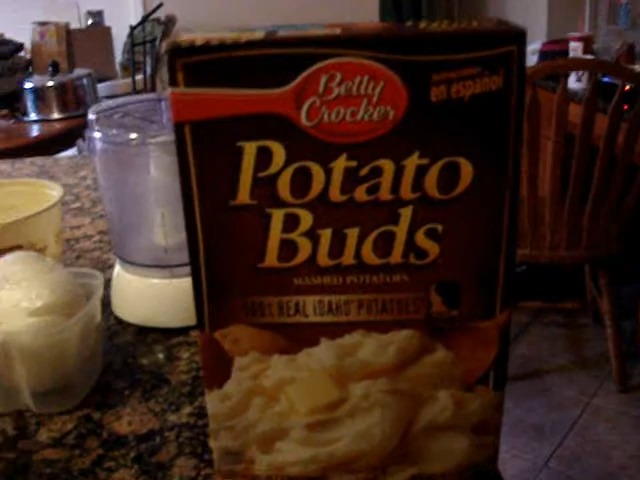 Betty
Crocker
en español
Potato
Buds
MASHED POTATOES
100% REAL IDAHO POTATOES